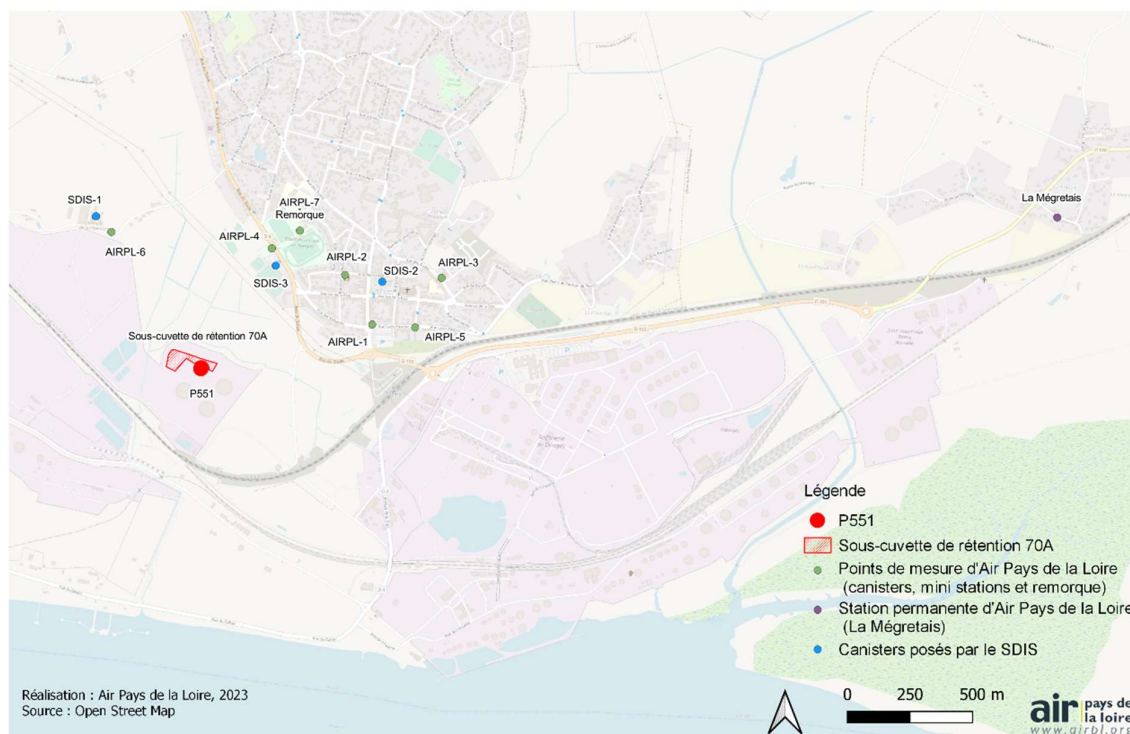 SDIS-1
AIRPL-6
AIRPL-7
Remorque
AIRPL-4
SDIS-3
AIRPL-2
SDIS-2
AIRPL-3
AIRPL-1
AIRPL-5
La Mégretais
Sous-cuvette de rétention 70A
P551
Légende
P551
Sous-cuvette de rétention 70A
Points de mesure d'Air Pays de la Loire
(canisters, mini stations et remorque)
Station permanente d'Air Pays de la Loire
(La Mégretais)
Canisters posés par le SDIS
Réalisation : Air Pays de la Loire, 2023
Source : Open Street Map
0 250 500 m
air pays de
la loire
www.airpl.org